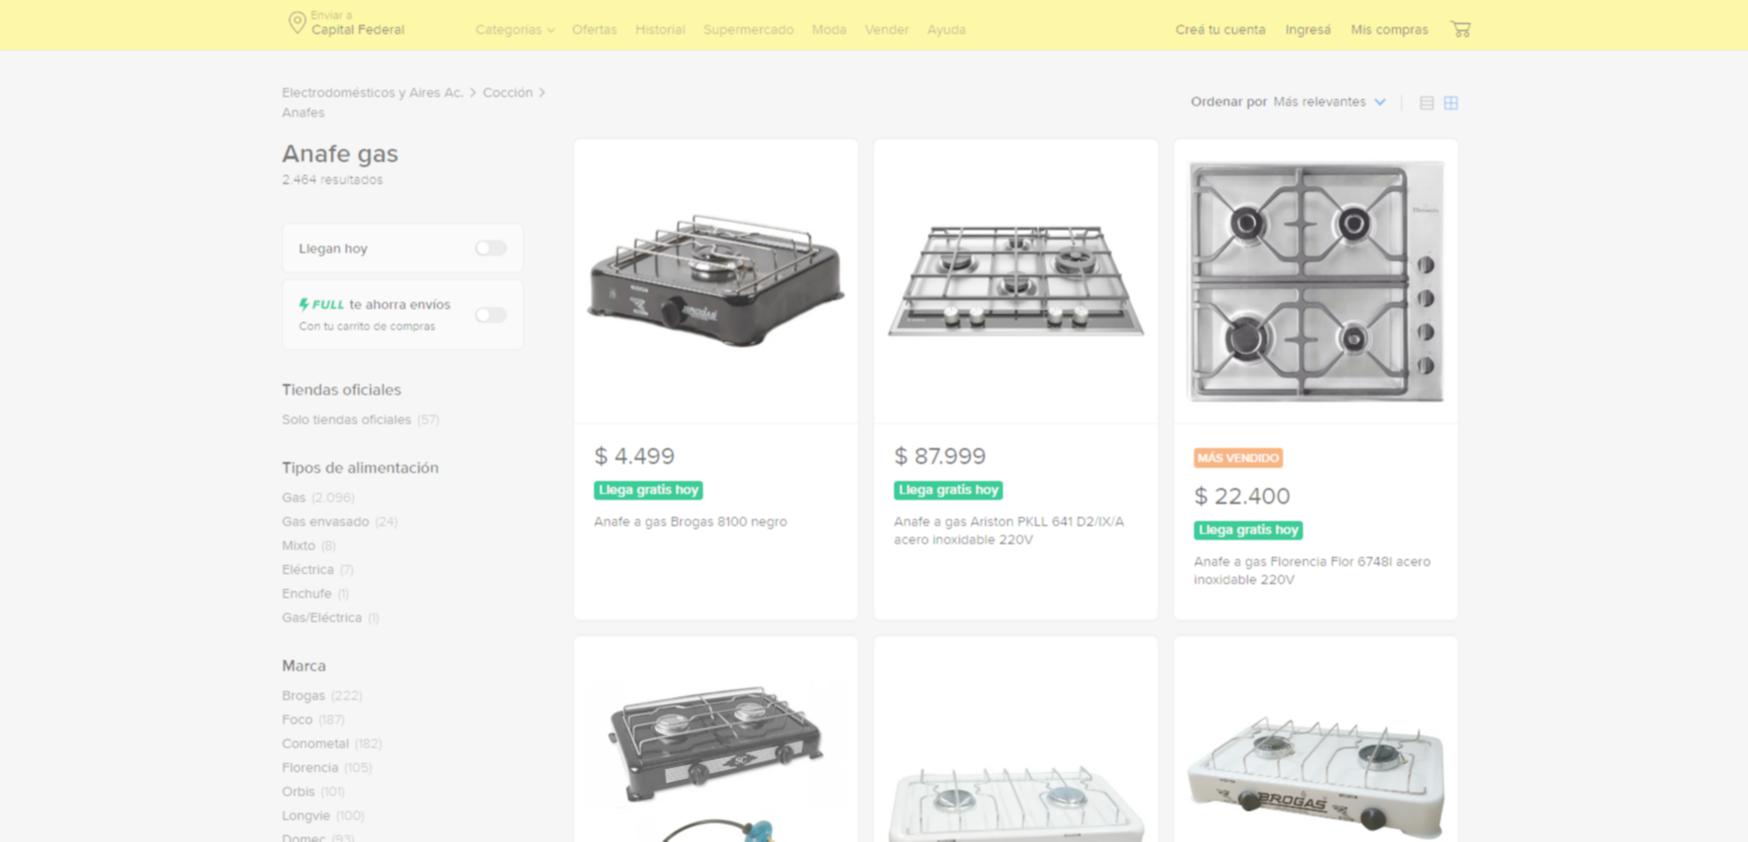 Enviar a
Capital Federal
Categorías
Ofertas
Historial
Supermercado
Moda
Vender
Ayuda
Creá tu cuenta
Ingresá
Mis compras
Electrodomésticos y Aires Ac. > Cocción >
Anafes
Ordenar por Más relevantes
Anafe gas
2.464 resultados
Llegan hoy
FULL te ahorra envíos
Con tu carrito de compras
Tiendas oficiales
Solo tiendas oficiales (57)
Tipos de alimentación
Gas (2.096)
Gas envasado (24)
Mixto (8)
Eléctrica (7)
Enchufe (1)
Gas/Eléctrica (1)
Marca
Brogas (222)
Foco (187)
Conometal (182)
Florencia (105)
Orbis (101)
Longvie (100)
Domec (93)
BROGAS
$ 4.499
Llega gratis hoy
Anafe a gas Brogas 8100 negro
$ 87.999
Llega gratis hoy
Anafe a gas Ariston PKLL 641 D2/IX/A
acero inoxidable 220V
MÁS VENDIDO
$ 22.400
Llega gratis hoy
Anafe a gas Florencia Flor 6748I acero
inoxidable 220V
BROGAS